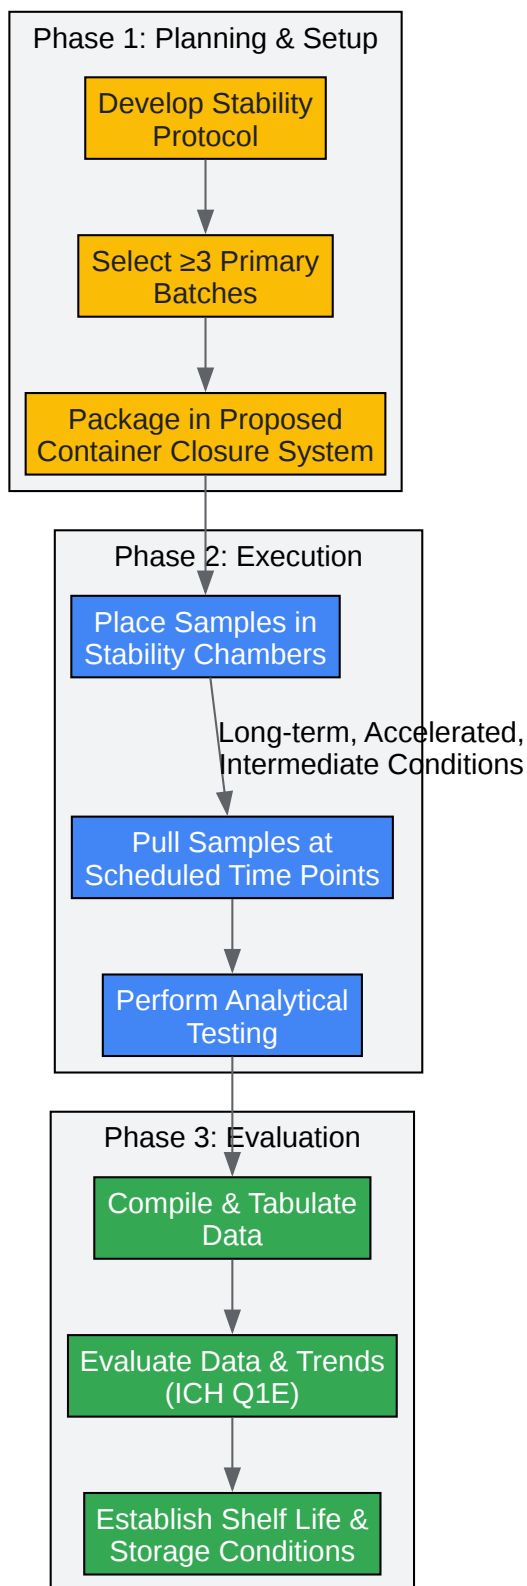 Phase 1: Planning & Setup
Develop Stability
Protocol
Select ≥3 Primary
Batches
Package in Proposed
Container Closure System
Phase 2: Execution
Place Samples in
Stability Chambers
Long-term, Accelerated,
Intermediate Conditions
Pull Samples at
Scheduled Time Points
Perform Analytical
Testing
Phase 3: Evaluation
Compile & Tabulate
Data
Evaluate Data & Trends
(ICH Q1E)
Establish Shelf Life &
Storage Conditions